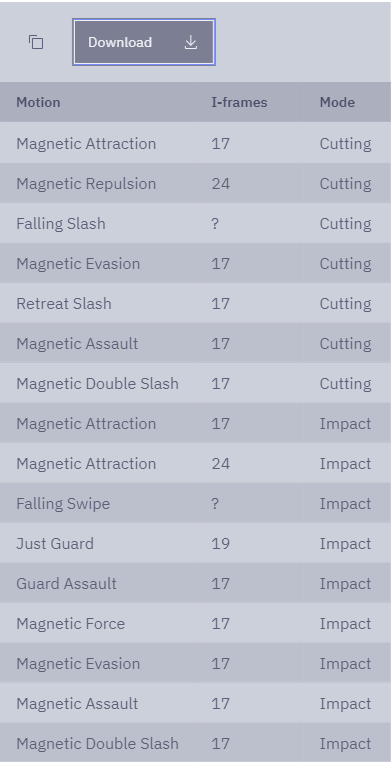 Download
Motion I-frames Mode
Magnetic Attraction 17 Cutting
Magnetic Repulsion 24 Cutting
Falling Slash ? Cutting
Magnetic Evasion 17 Cutting
Retreat Slash 17 Cutting
Magnetic Assault 17 Cutting
Magnetic Double Slash 17 Cutting
Magnetic Attraction 17 Impact
Magnetic Attraction 24 Impact
Falling Swipe ? Impact
Just Guard 19 Impact
Guard Assault 17 Impact
Magnetic Force 17 Impact
Magnetic Evasion 17 Impact
Magnetic Assault 17 Impact
Magnetic Double Slash 17 Impact